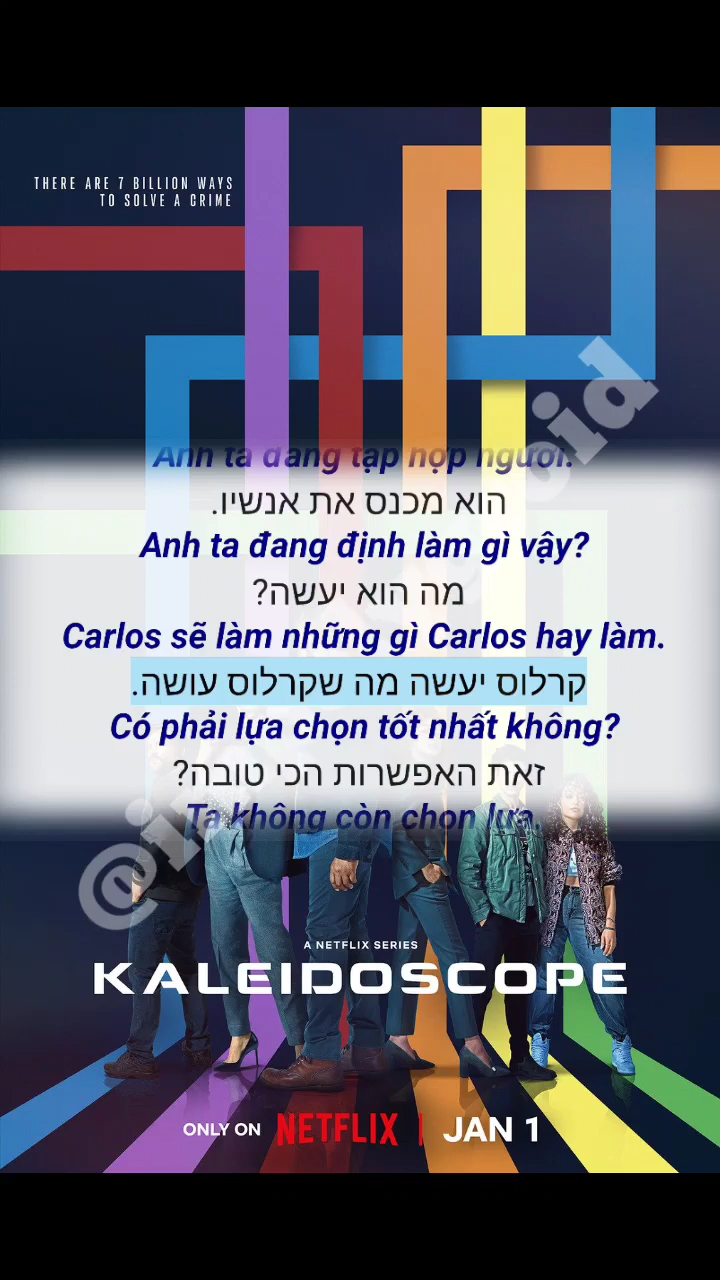 THERE ARE 7 BILLION WAYS
TO SOLVE A CRIME
Anh ta đang tập hợp người.
הוא מכנס את אנשיו.
Anh ta đang định làm gì vậy?
מה הוא יעשה?
Carlos sẽ làm những gì Carlos hay làm.
קרלוס יעשה מה שקרלוס עושה.
Có phải lựa chọn tốt nhất không?
זאת האפשרות הכי טובה?
Ta không còn chọn lựa.
A NETFLIX SERIES
KALEIDOSCOPE
ONLY ON NETFLIX | JAN 1